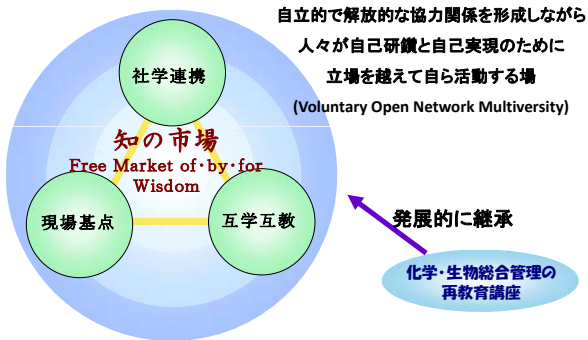 自立的で解放的な協力関係を形成しながら
人々が自己研鑽と自己実現のために
立場を越えて自ら活動する場
(Voluntary Open Network Multiversity)
社学連携
知の市場
Free Market of・by・for
Wisdom
現場基点
互学互教
発展的に継承
化学・生物総合管理の
再教育講座